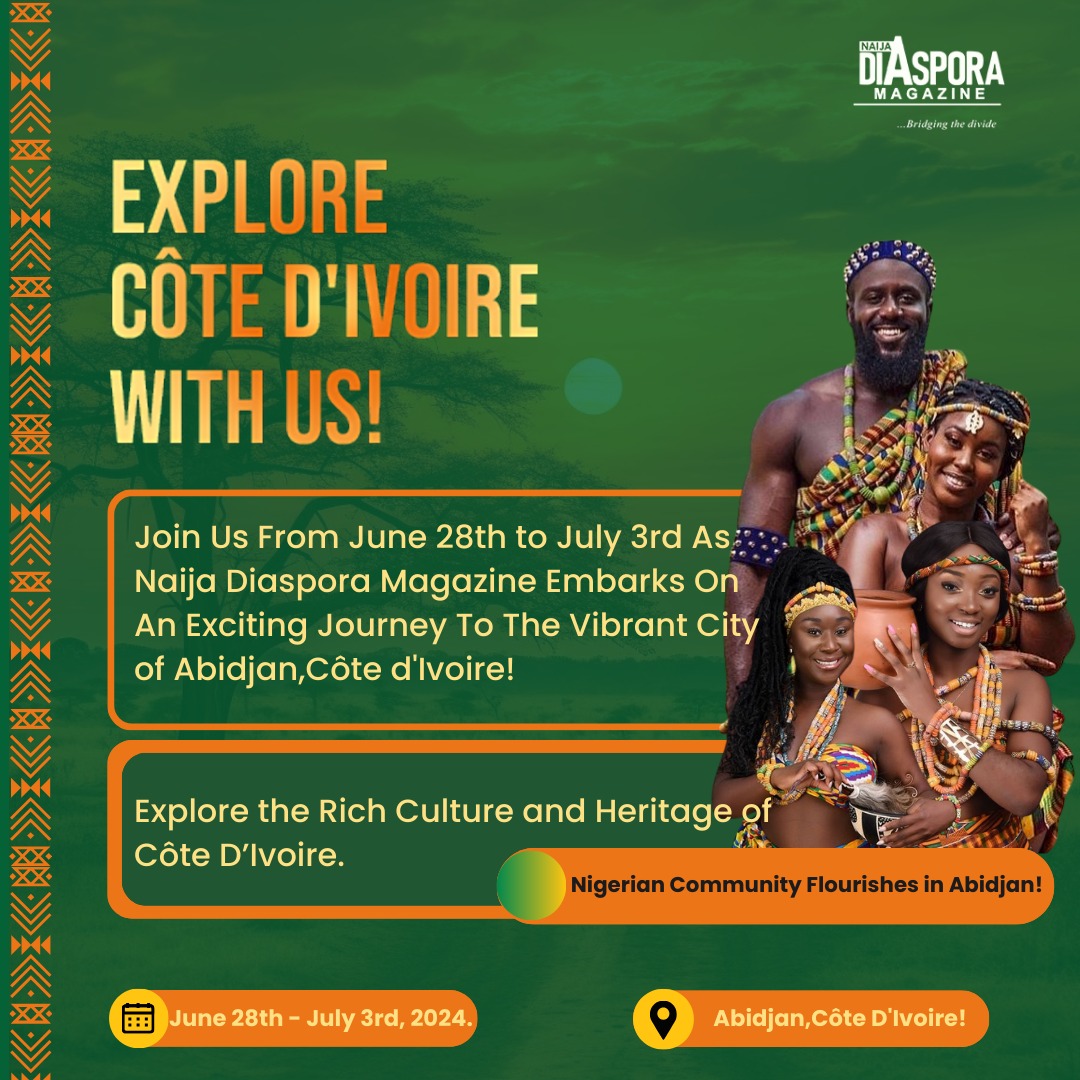 NAIJA
DIASPORA
MAGAZINE
...Bridging the divide
EXPLORE
CÔTE D'IVOIRE
WITH US!
Join Us From June 28th to July 3rd As
Naija Diaspora Magazine Embarks On
An Exciting Journey To The Vibrant City
of Abidjan,Côte d'Ivoire!
Explore the Rich Culture and Heritage of
Côte D’Ivoire.
Nigerian Community Flourishes in Abidjan!
June 28th - July 3rd, 2024.
Abidjan,Côte D'Ivoire!